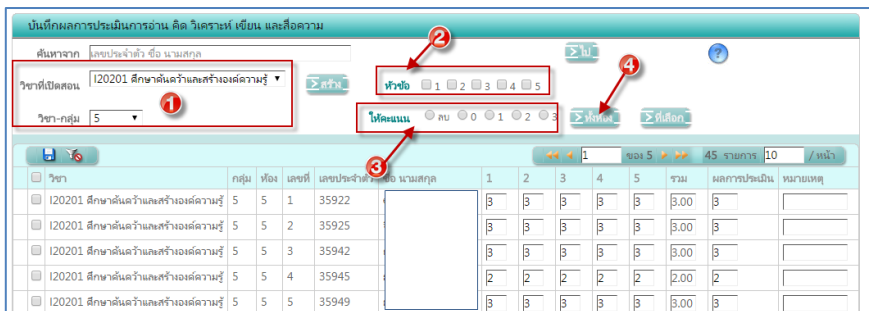 บันทึกผลการประเมินการอ่าน คิด วิเคราะห์ เขียน และสื่อความ
ค้นหาจาก เลขประจำตัว ชื่อ นามสกุล ไป ?
2
4
วิชาที่เปิดสอน I20201 ศึกษาค้นคว้าและสร้างองค์ความรู้ สร้าง หัวข้อ 1 2 3 4 5
1
วิชา-กลุ่ม 5 ให้คะแนน ลบ 0 1 2 3 ทั้งห้อง ที่เลือก
3
1 ของ 5 45 รายการ 10 / หน้า
วิชา กลุ่ม ห้อง เลขที่ เลขประจำตัว ชื่อ นามสกุล 1 2 3 4 5 รวม ผลการประเมิน หมายเหตุ
I20201 ศึกษาค้นคว้าและสร้างองค์ความรู้ 5 5 1 35922 3 3 3 3 3 3.00 3
I20201 ศึกษาค้นคว้าและสร้างองค์ความรู้ 5 5 2 35925 3 3 3 3 3 3.00 3
I20201 ศึกษาค้นคว้าและสร้างองค์ความรู้ 5 5 3 35942 3 3 3 3 3 3.00 3
I20201 ศึกษาค้นคว้าและสร้างองค์ความรู้ 5 5 4 35945 2 2 2 2 2 2.00 2
I20201 ศึกษาค้นคว้าและสร้างองค์ความรู้ 5 5 5 35949 3 3 3 3 3 3.00 3